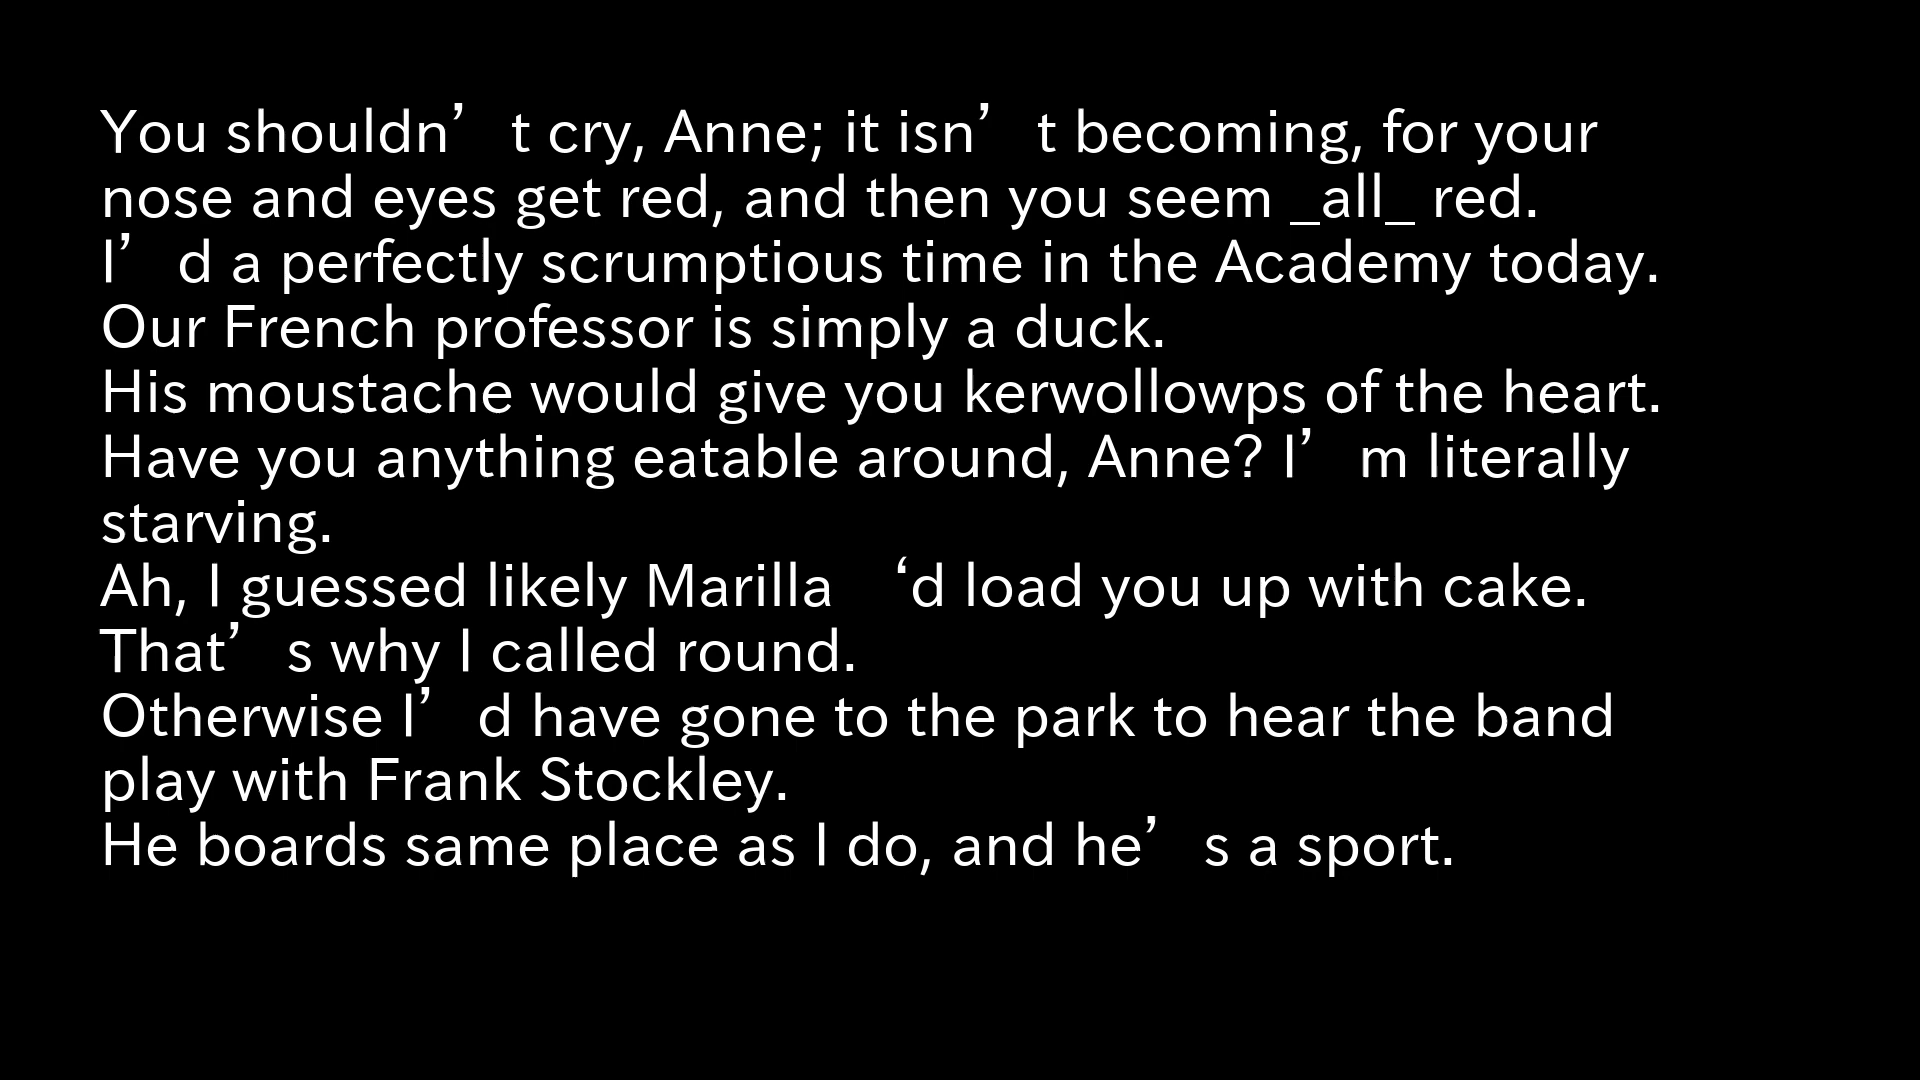 You shouldn’t cry, Anne; it isn’t becoming, for your
nose and eyes get red, and then you seem _all_ red.
I’d a perfectly scrumptious time in the Academy today.
Our French professor is simply a duck.
His moustache would give you kerwollowps of the heart.
Have you anything eatable around, Anne? I’m literally
starving.
Ah, I guessed likely Marilla ‘d load you up with cake.
That’s why I called round.
Otherwise I’d have gone to the park to hear the band
play with Frank Stockley.
He boards same place as I do, and he’s a sport.